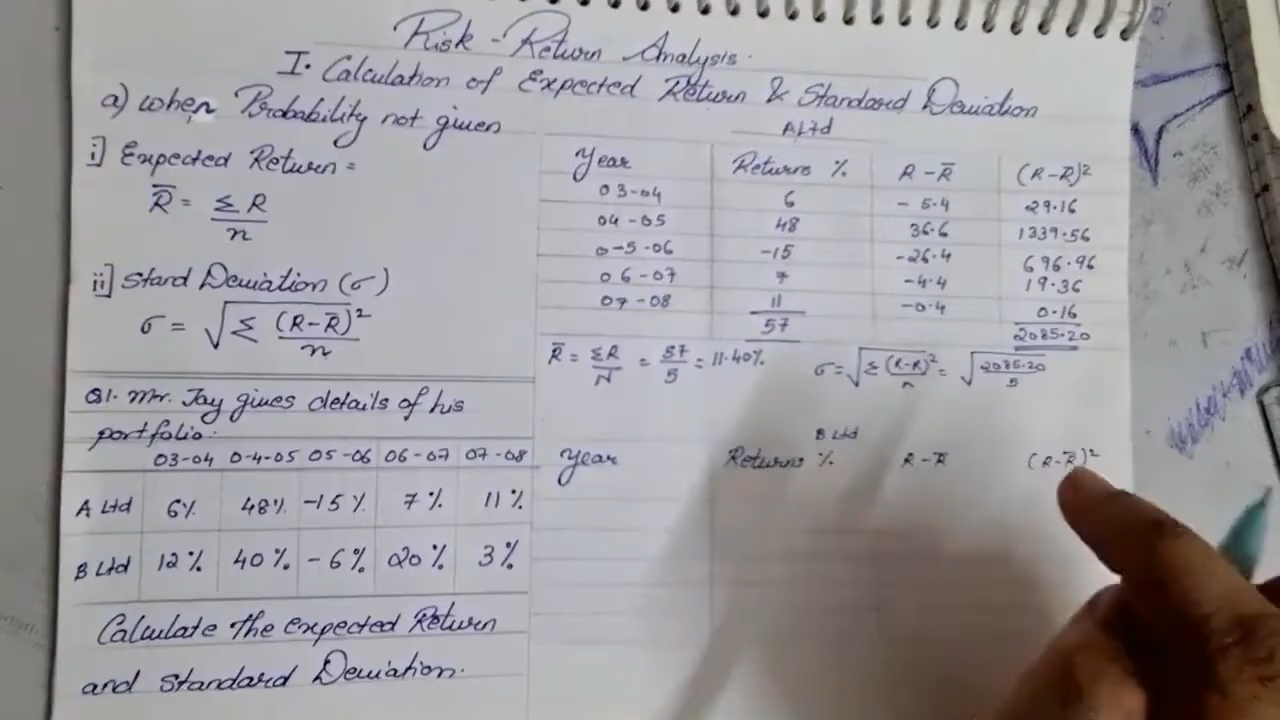 Risk - Return Analysis.
I. Calculation of Expected Return & Standard Deviation
a) When Probability not given
i] Expected Return =
R̅ = ΣR / n
ii] Stard Deviation (σ)
σ = √Σ (R-R̅)² / n
Q1. Mr. Jay gives details of his
portfolio.
03-04 0-4-05 05-06 06-07 07-08
A Ltd 6% 48% -15% 7% 11%
B Ltd 12% 40% -6% 20% 3%
Calculate the expected Return
and Standard Deviation.
A Ltd
Year Returns % R-R̅ (R-R̅)²
03-04 6 -5.4 29.16
04-05 48 36.6 1339.56
0-5-06 -15 -26.4 696.96
06-07 7 -4.4 19.36
07-08 11 -0.4 0.16
57 2085.20
R̅ = ΣR / N = 57 / 5 = 11.40% σ = √Σ (R-R)² / n = √2085.20 / 5
B Ltd
Year Returns % R-R̅ (R-R̅)²